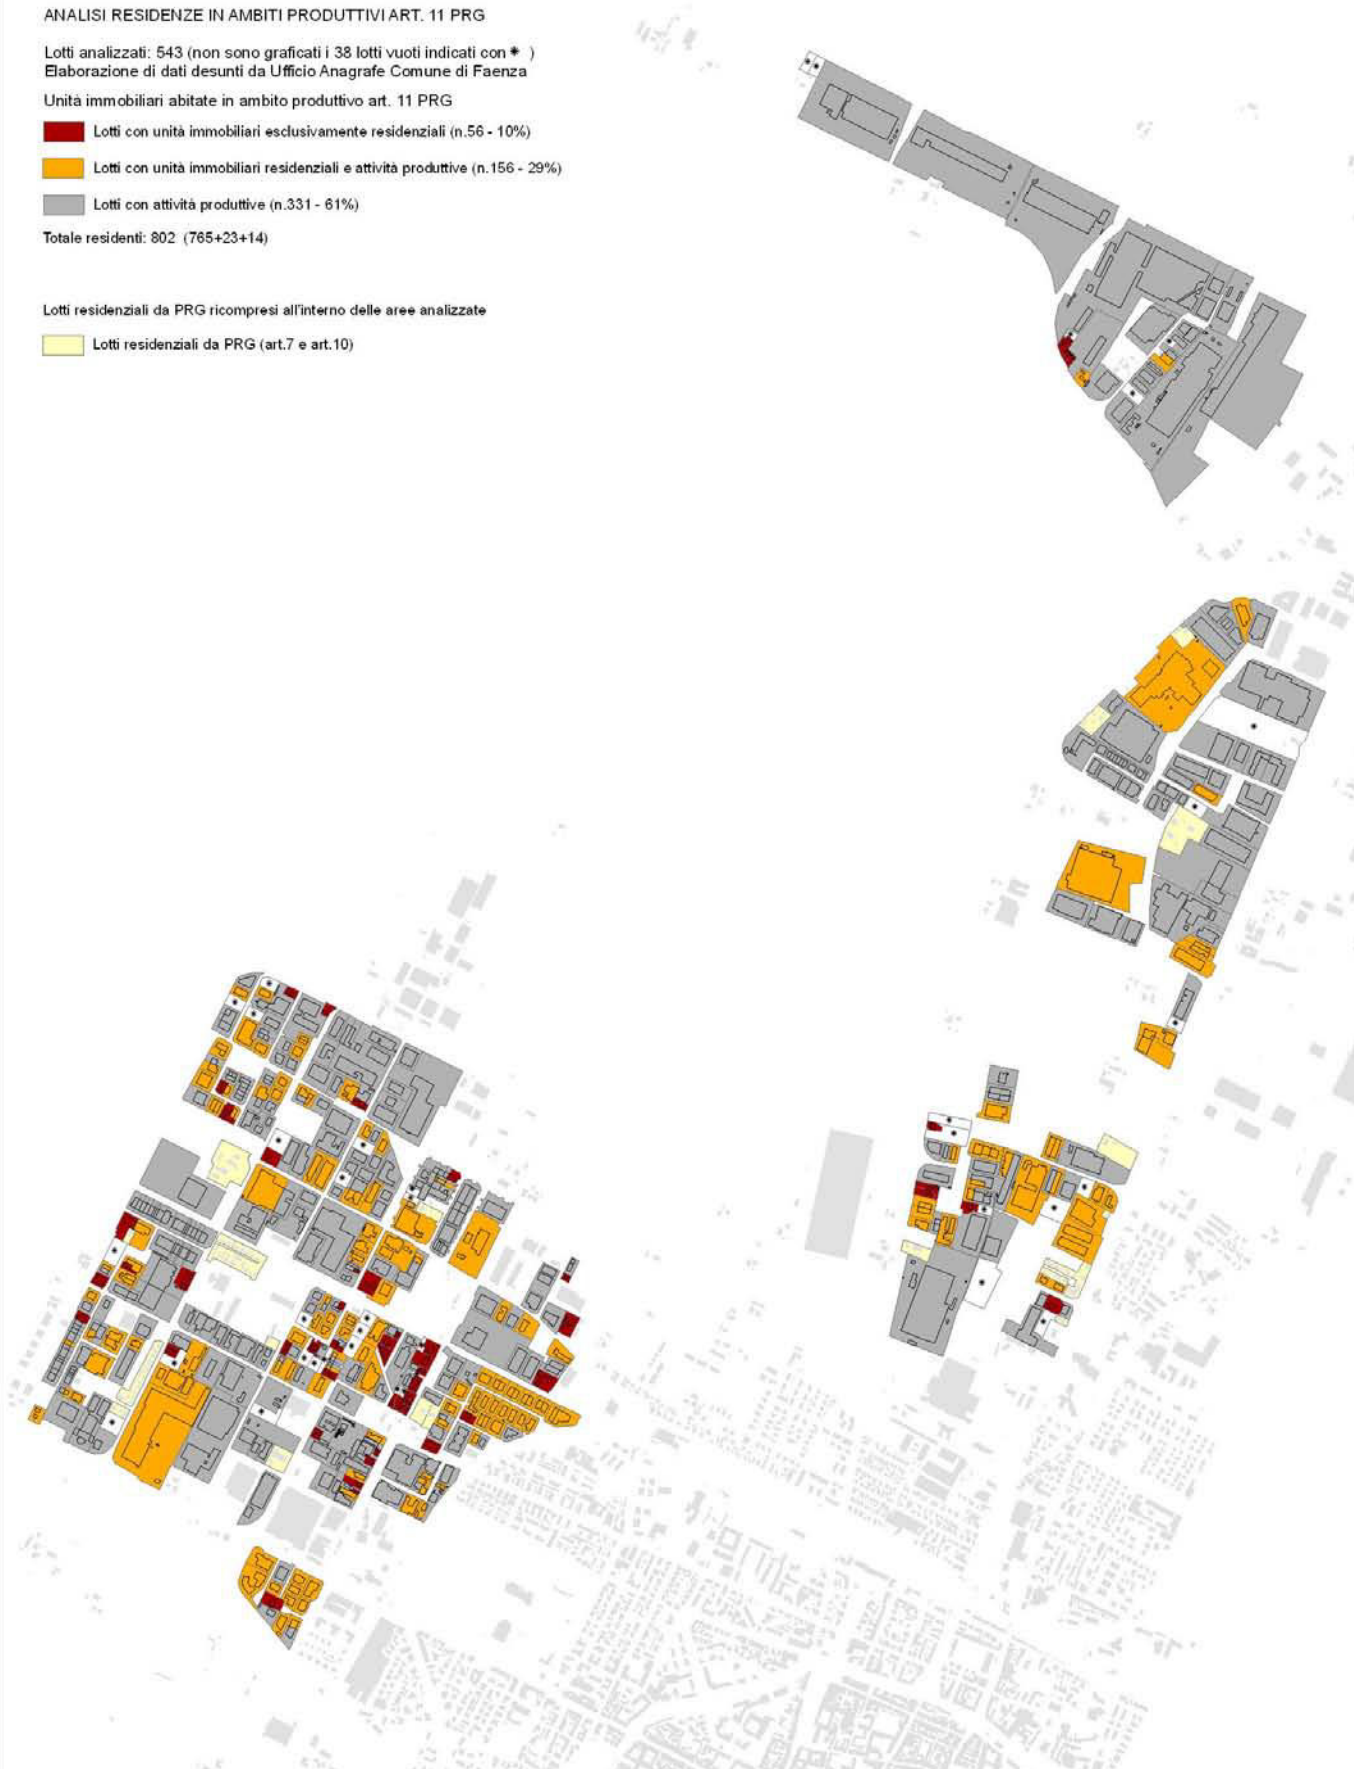 ANALISI RESIDENZE IN AMBITI PRODUTTIVI ART. 11 PRG
Lotti analizzati: 543 (non sono graficati i 38 lotti vuoti indicati con * )
Elaborazione di dati desunti da Ufficio Anagrafe Comune di Faenza
Unità immobiliari abitate in ambito produttivo art. 11 PRG
Lotti con unità immobiliari esclusivamente residenziali (n.56 - 10%)
Lotti con unità immobiliari residenziali e attività produttive (n.156 - 29%)
Lotti con attività produttive (n.331 - 61%)
Totale residenti: 802 (765+23+14)
Lotti residenziali da PRG ricompresi all'interno delle aree analizzate
Lotti residenziali da PRG (art.7 e art.10)